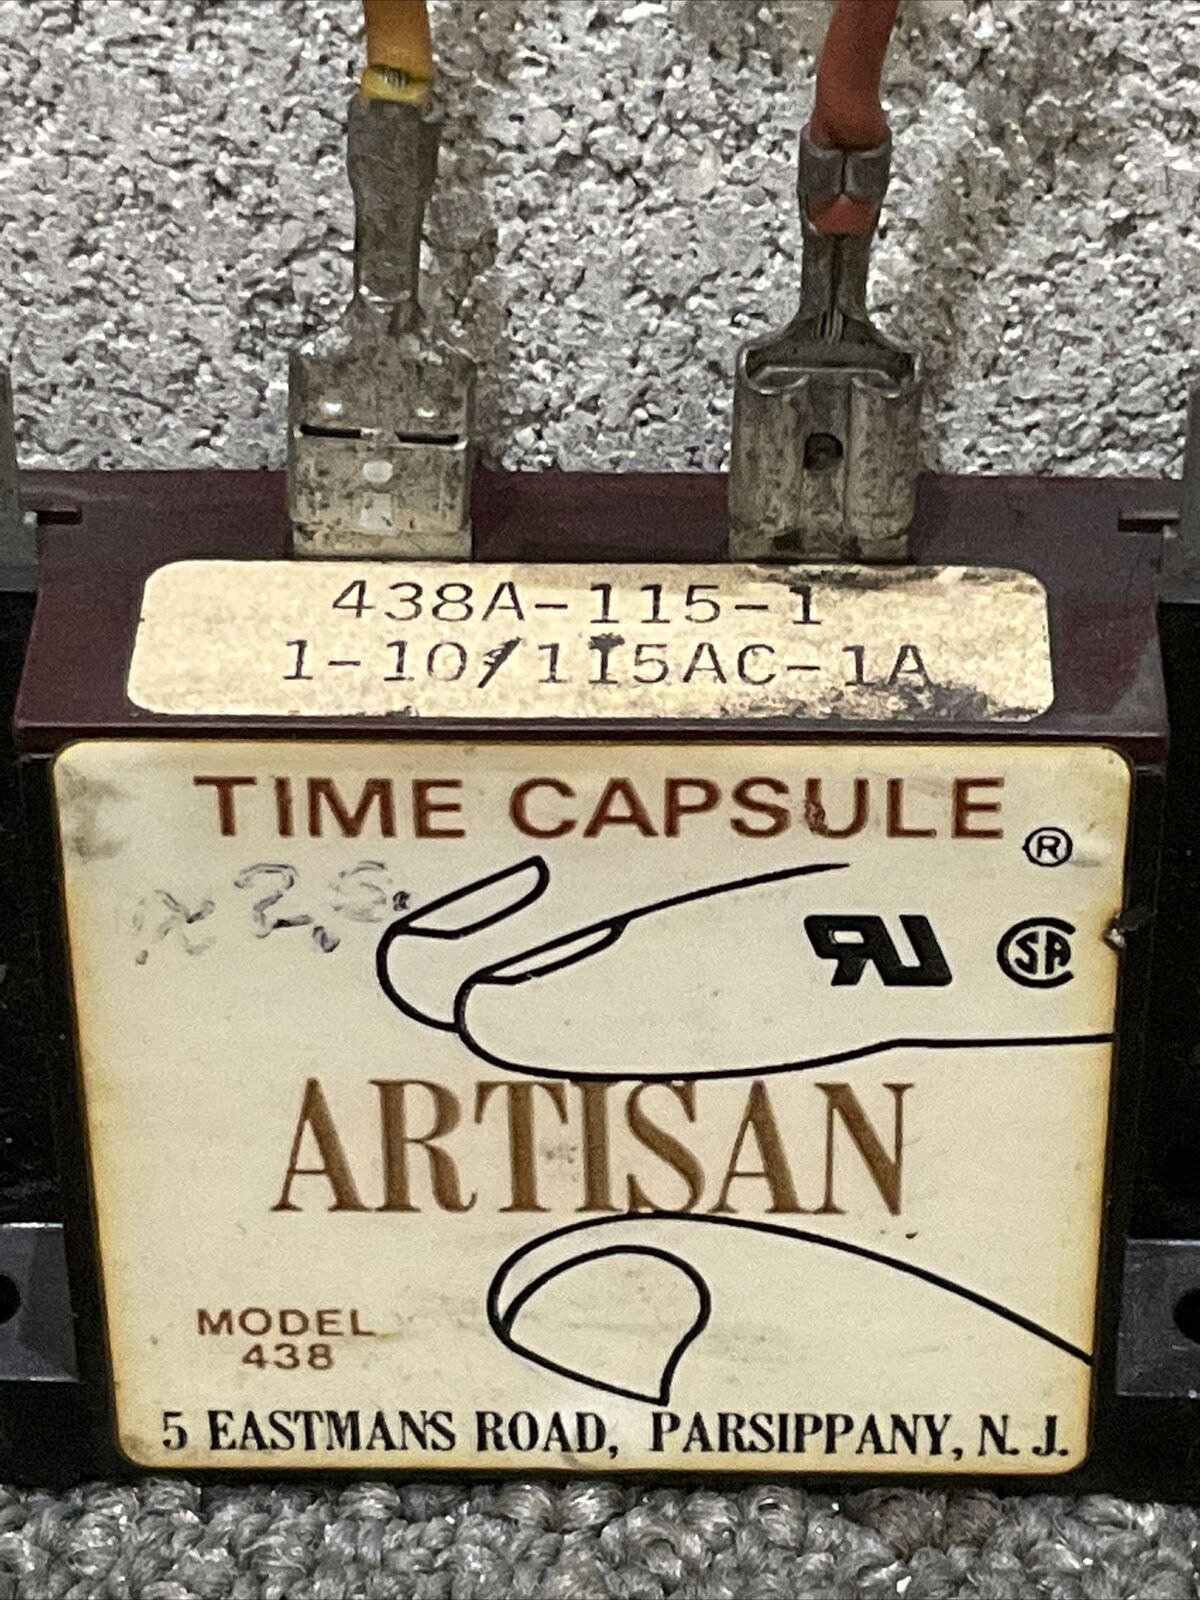 438A-115-1
1-10/115AC-1A
TIME CAPSULE
®
ARTISAN
MODEL
438
5 EASTMANS ROAD, PARSIPPANY, N. J.